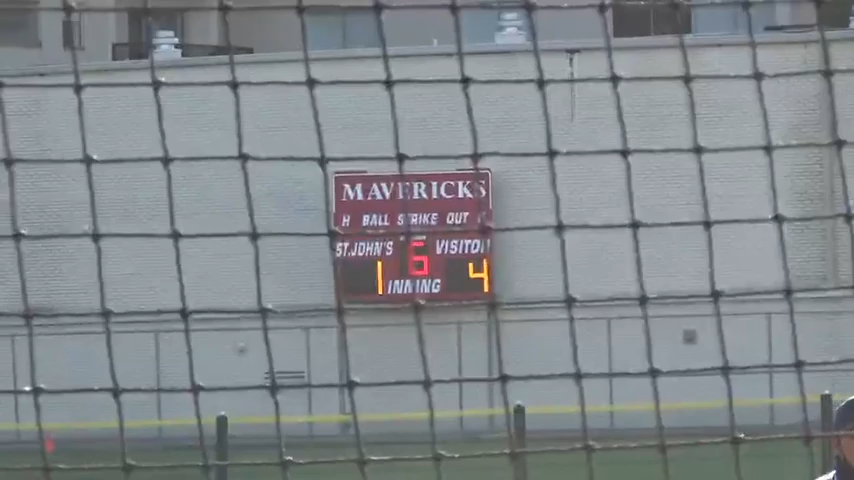 MAVERICKS
H BALL STRIKE OUT
ST.JOHN'S 6 VISITOR
1 INNING 4